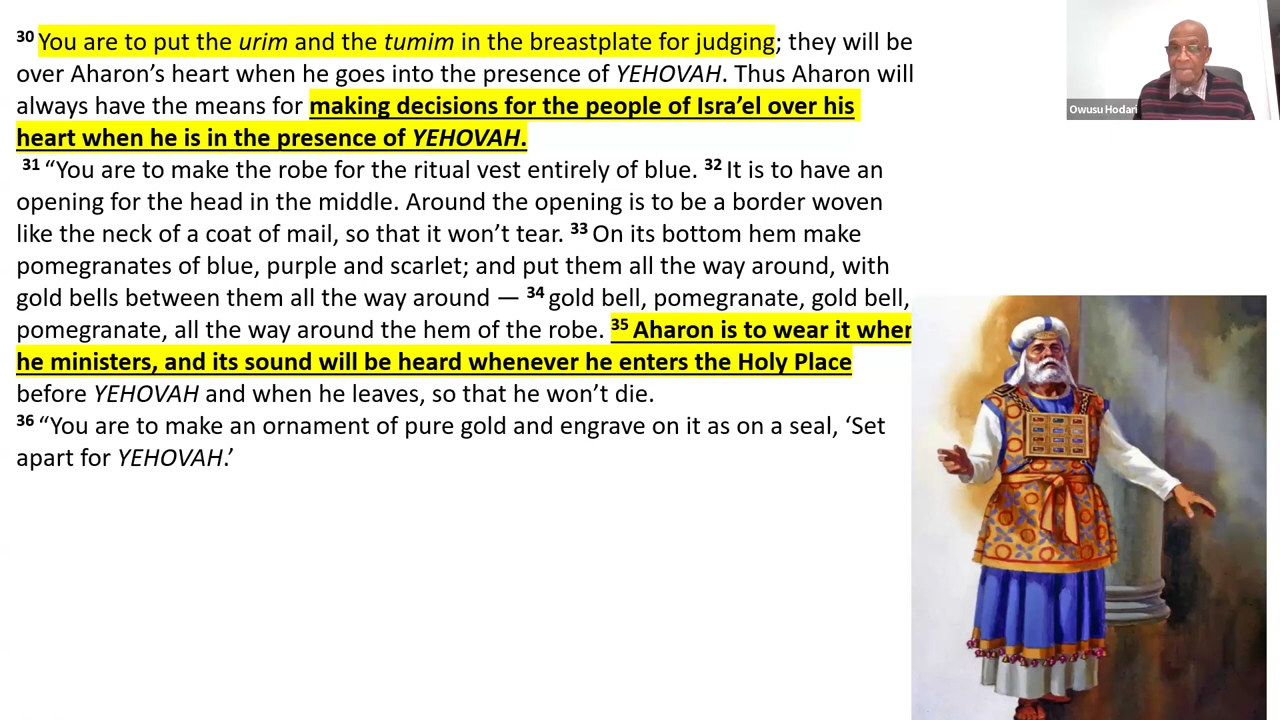 30 You are to put the urim and the tumim in the breastplate for judging; they will be
over Aharon’s heart when he goes into the presence of YEHOVAH. Thus Aharon will
always have the means for making decisions for the people of Isra’el over his
heart when he is in the presence of YEHOVAH.
31 “You are to make the robe for the ritual vest entirely of blue. 32 It is to have an
opening for the head in the middle. Around the opening is to be a border woven
like the neck of a coat of mail, so that it won’t tear. 33 On its bottom hem make
pomegranates of blue, purple and scarlet; and put them all the way around, with
gold bells between them all the way around — 34 gold bell, pomegranate, gold bell,
pomegranate, all the way around the hem of the robe. 35 Aharon is to wear it when
he ministers, and its sound will be heard whenever he enters the Holy Place
before YEHOVAH and when he leaves, so that he won’t die.
36 “You are to make an ornament of pure gold and engrave on it as on a seal, ‘Set
apart for YEHOVAH.’
Owusu Hodari